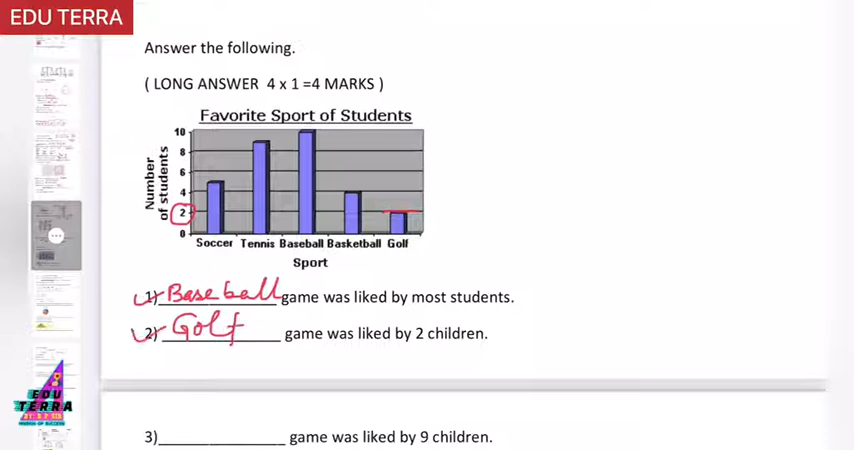 EDU TERRA
Answer the following.
( LONG ANSWER 4 x 1 =4 MARKS )
Favorite Sport of Students
Number of students
10
8
6
4
2
0
Soccer Tennis Baseball Basketball Golf
Sport
1) Baseball game was liked by most students.
2) Golf game was liked by 2 children.
EDU
TERRA
3)______________ game was liked by 9 children.